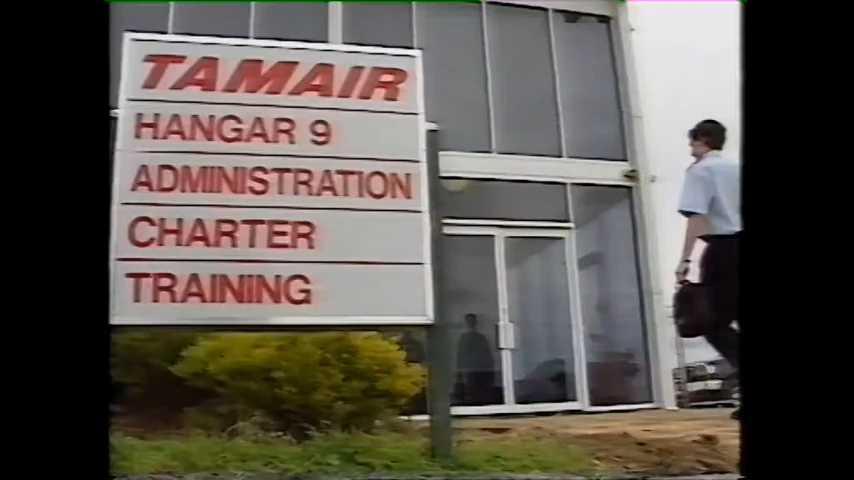 TAMAIR
HANGAR 9
ADMINISTRATION
CHARTER
TRAINING